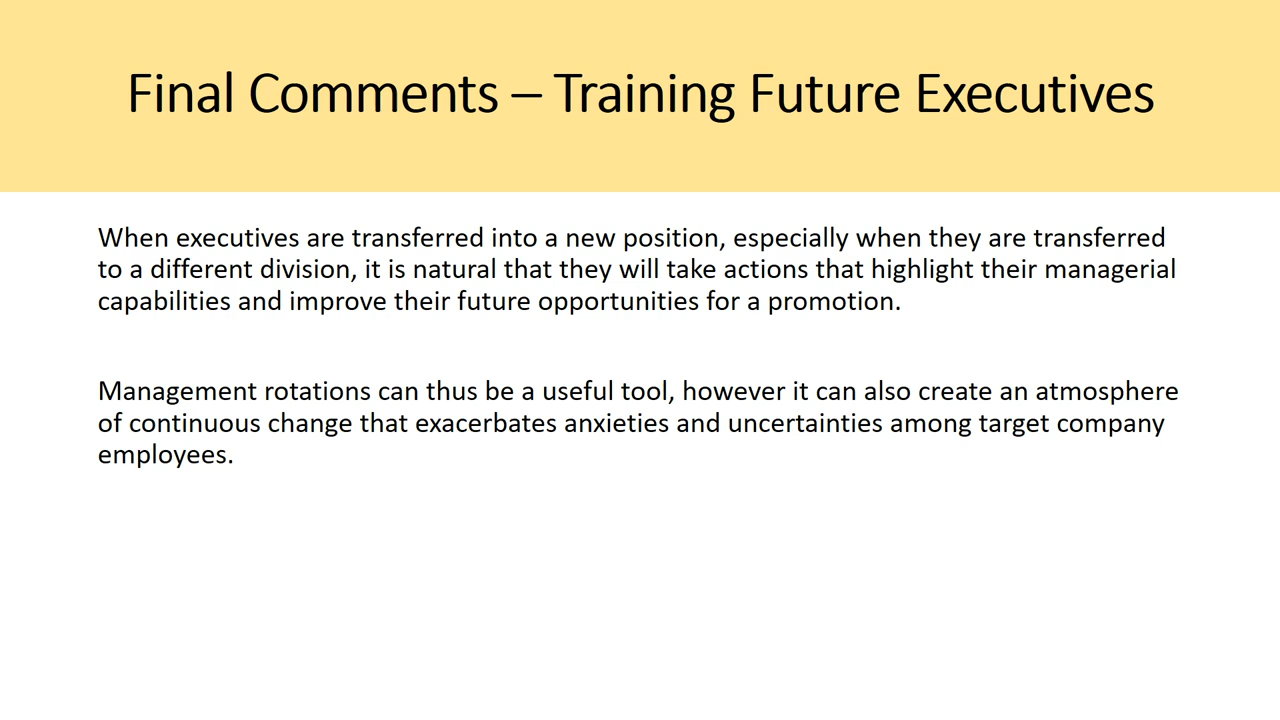 Final Comments – Training Future Executives
When executives are transferred into a new position, especially when they are transferred
to a different division, it is natural that they will take actions that highlight their managerial
capabilities and improve their future opportunities for a promotion.
Management rotations can thus be a useful tool, however it can also create an atmosphere
of continuous change that exacerbates anxieties and uncertainties among target company
employees.